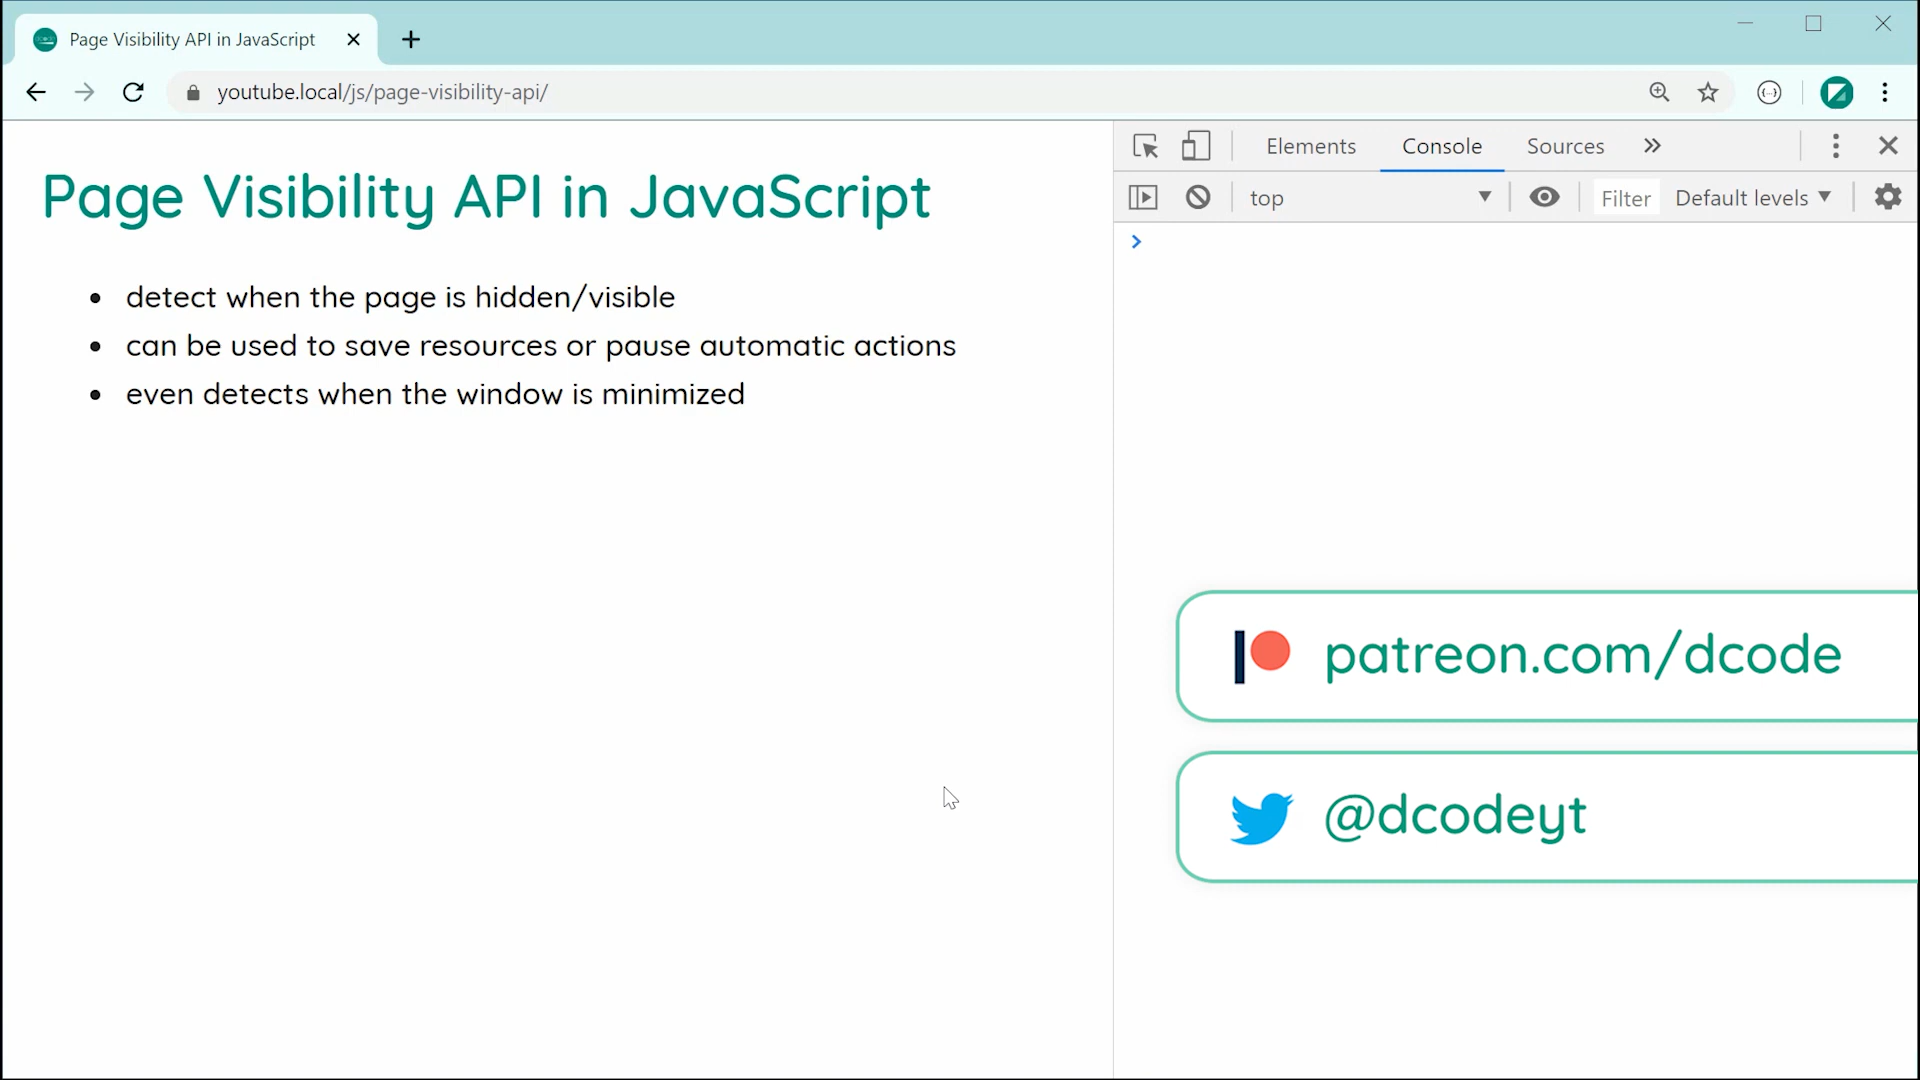 Page Visibility API in JavaScript
youtube.local/js/page-visibility-api/
Elements Console Sources
top Filter Default levels
Page Visibility API in JavaScript
detect when the page is hidden/visible
can be used to save resources or pause automatic actions
even detects when the window is minimized
patreon.com/dcode
@dcodeyt